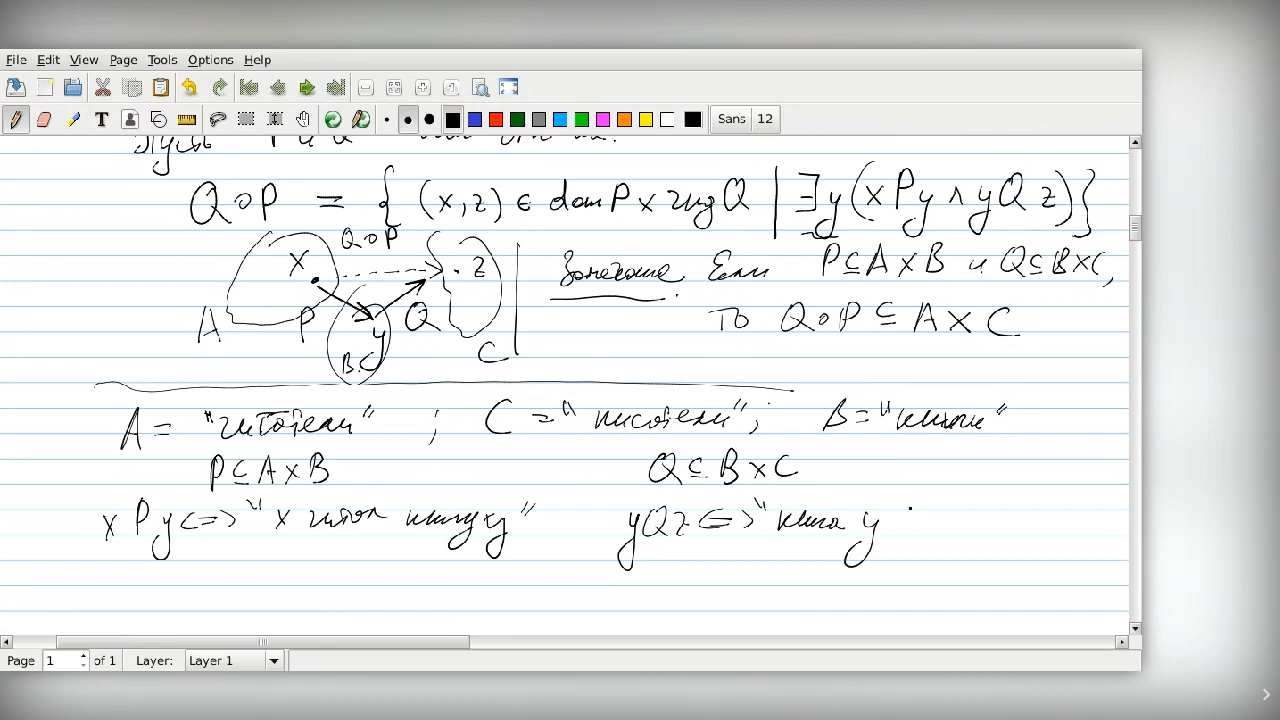 File Edit View Page Tools Options Help
Sans 12
Пусть P и Q
Q∘P = { (x,z) ∈ dom P × rng Q | ∃y(xPy ∧ yQz)}
Q∘P
x z Замечание. Если P⊆A×B и Q⊆B×C,
A P y Q то Q∘P ⊆ A×C
B C
A = "читатели" ; C = "писатели"; B = "книги"
P⊆A×B Q⊆B×C
xPy <=> "x читал книгу y" yQz <=> "книга y
Page 1 of 1 Layer: Layer 1